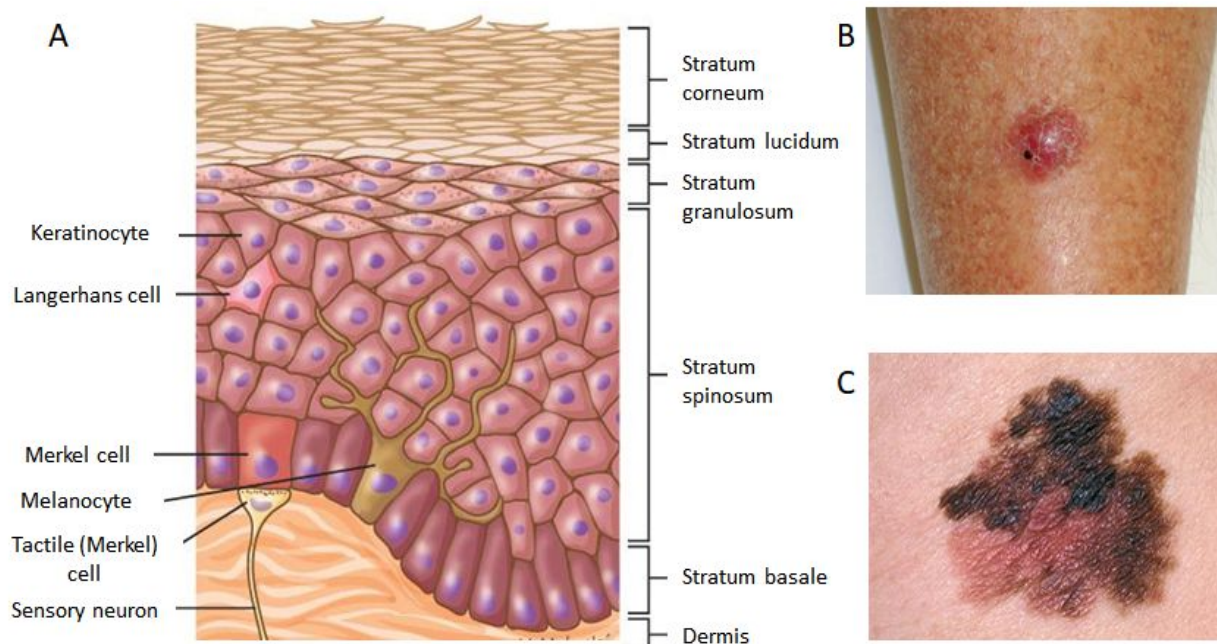 A
Keratinocyte
Langerhans cell
Merkel cell
Melanocyte
Tactile (Merkel)
cell
Sensory neuron
Stratum
corneum
Stratum lucidum
Stratum
granulosum
Stratum
spinosum
Stratum basale
Dermis
B
C